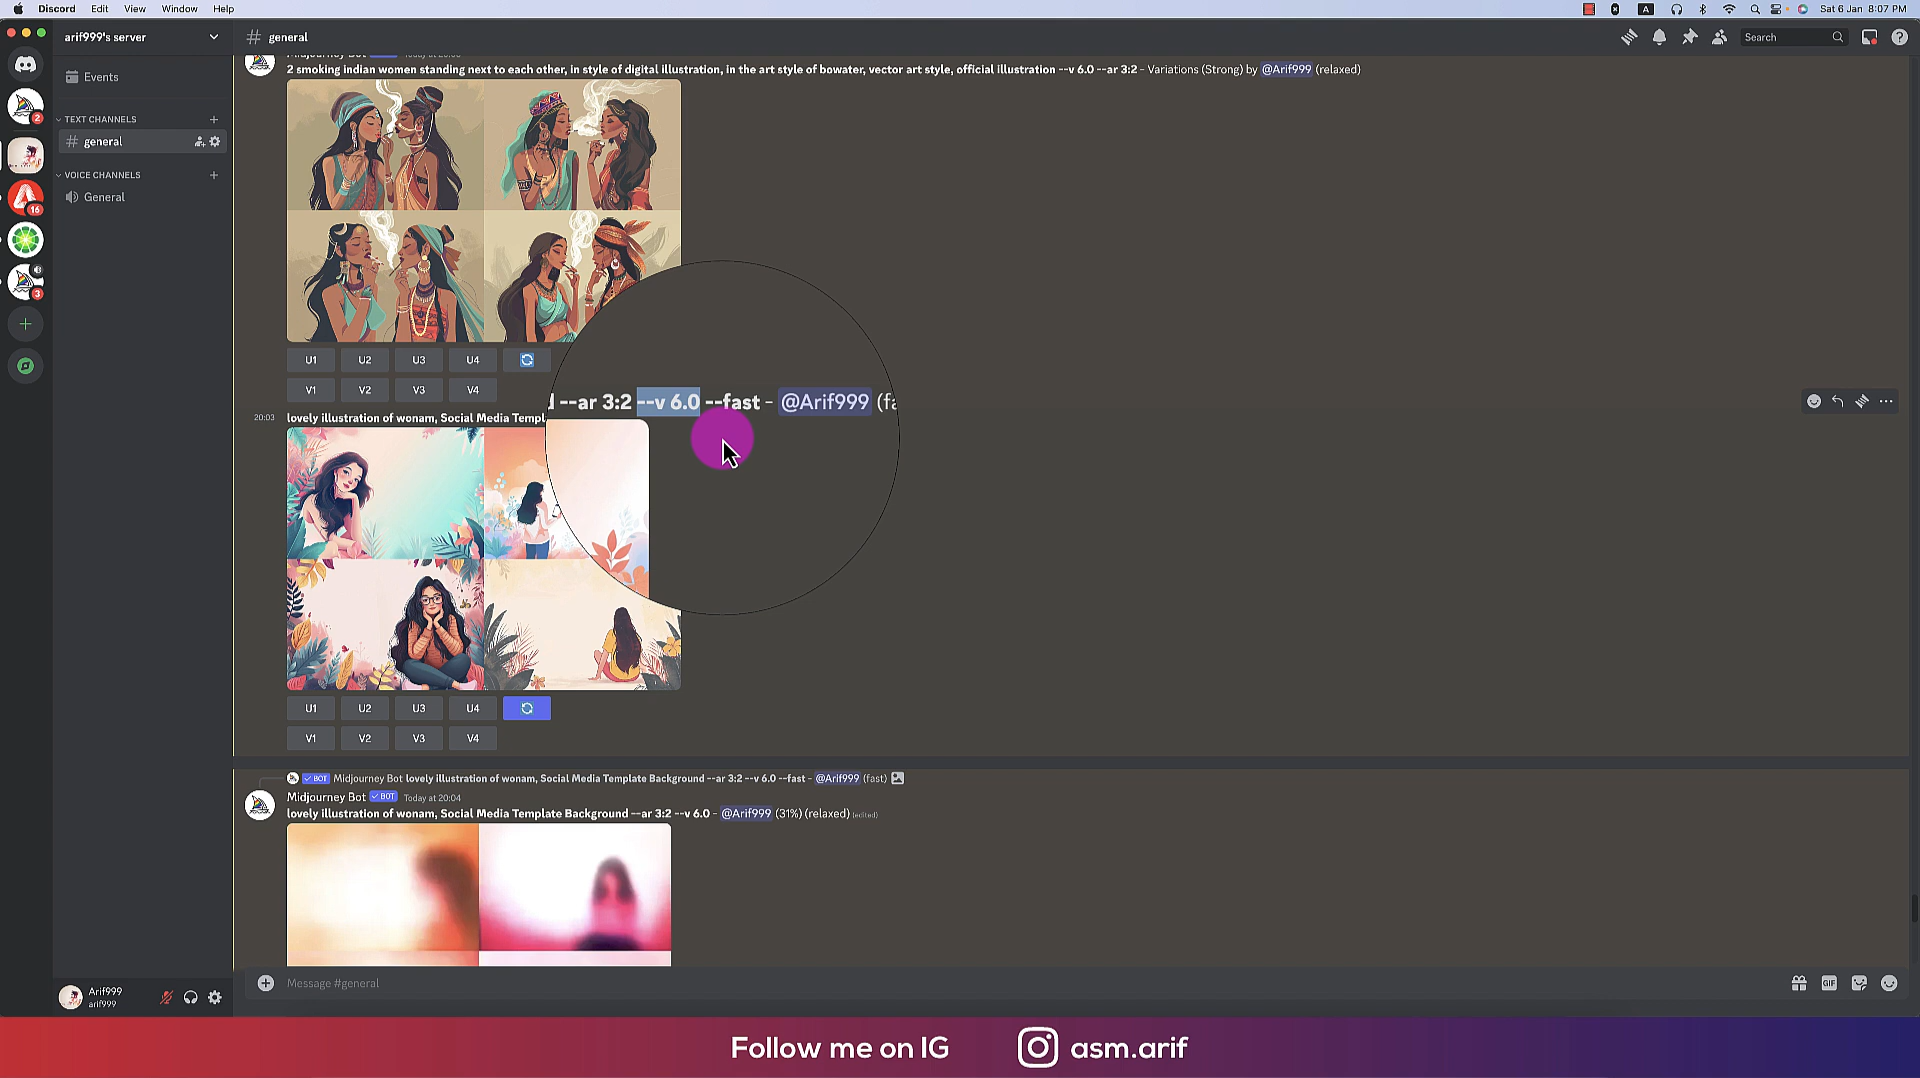 Discord Edit View Window Help
A
Sat 6 Jan 8:07 PM
arif999's server
# general
Search
Events
TEXT CHANNELS
# general
VOICE CHANNELS
General
2
16
3
2 smoking indian women standing next to each other, in style of digital illustration, in the art style of bowater, vector art style, official illustration --v 6.0 --ar 3:2 - Variations (Strong) by @Arif999 (relaxed)
U1 U2 U3 U4
V1 V2 V3 V4
--ar 3:2 --v 6.0 --fast - @Arif999
20:03 lovely illustration of wonam, Social Media Templ
U1 U2 U3 U4
V1 V2 V3 V4
BOT Midjourney Bot lovely illustration of wonam, Social Media Template Background --ar 3:2 --v 6.0 --fast - @Arif999 (fast)
Midjourney Bot BOT Today at 20:04
lovely illustration of wonam, Social Media Template Background --ar 3:2 --v 6.0 - @Arif999 (31%) (relaxed) (edited)
Message #general
GIF
Arif999
arif999
Follow me on IG asm.arif